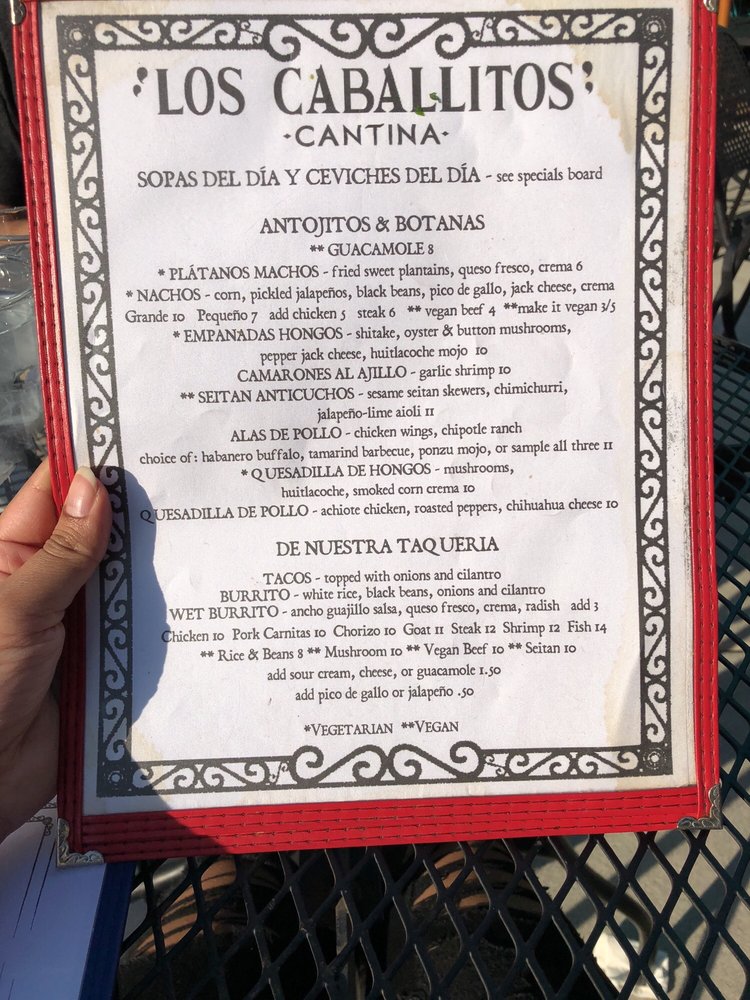 LOS CABALLITOS
·CANTINA·
SOPAS DEL DÍA Y CEVICHES DEL DÍA - see specials board
ANTOJITOS & BOTANAS
** GUACAMOLE 8
* PLÁTANOS MACHOS - fried sweet plantains, queso fresco, crema 6
* NACHOS - corn, pickled jalapeños, black beans, pico de gallo, jack cheese, crema
Grande 10 Pequeño 7 add chicken 5 steak 6 ** vegan beef 4 **make it vegan 3/5
* EMPANADAS HONGOS - shitake, oyster & button mushrooms,
pepper jack cheese, huitlacoche mojo 10
CAMARONES AL AJILLO - garlic shrimp 10
** SEITAN ANTICUCHOS - sesame seitan skewers, chimichurri,
jalapeño-lime aioli 11
ALAS DE POLLO - chicken wings, chipotle ranch
choice of: habanero buffalo, tamarind barbecue, ponzu mojo, or sample all three 11
* QUESADILLA DE HONGOS - mushrooms,
huitlacoche, smoked corn crema 10
QUESADILLA DE POLLO - achiote chicken, roasted peppers, chihuahua cheese 10
DE NUESTRA TAQUERIA
TACOS - topped with onions and cilantro
BURRITO - white rice, black beans, onions and cilantro
WET BURRITO - ancho guajillo salsa, queso fresco, crema, radish add 3
Chicken 10 Pork Carnitas 10 Chorizo 10 Goat 11 Steak 12 Shrimp 12 Fish 14
** Rice & Beans 8 ** Mushroom 10 ** Vegan Beef 10 ** Seitan 10
add sour cream, cheese, or guacamole 1.50
add pico de gallo or jalapeño .50
*VEGETARIAN **VEGAN